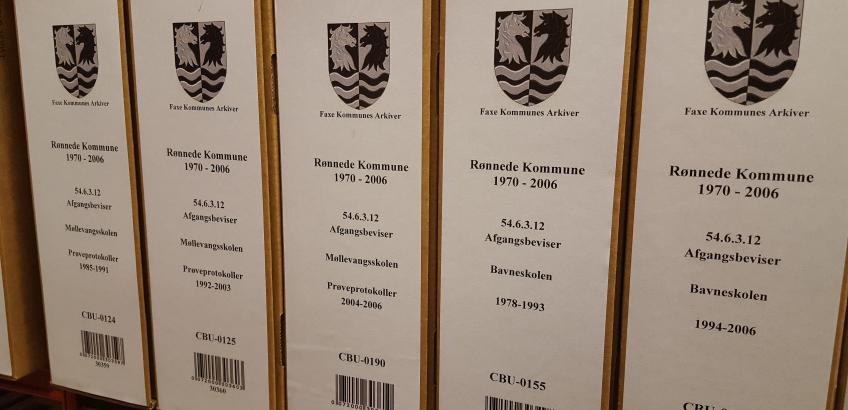 Faxe Kommunes Arkiver
Rønnede Kommune
1970 - 2006
54.6.3.12
Afgangsbeviser
Møllevangsskolen
Prøveprotokoller
1985-1991
CBU-0124
30359
Faxe Kommunes Arkiver
Rønnede Kommune
1970 - 2006
54.6.3.12
Afgangsbeviser
Møllevangsskolen
Prøveprotokoller
1992-2003
CBU-0125
30360
Faxe Kommunes Arkiver
Rønnede Kommune
1970 - 2006
54.6.3.12
Afgangsbeviser
Møllevangsskolen
Prøveprotokoller
2004-2006
CBU-0190
Faxe Kommunes Arkiver
Rønnede Kommune
1970 - 2006
54.6.3.12
Afgangsbeviser
Bavneskolen
1978-1993
CBU-0155
Faxe Kommunes Arkiver
Rønnede Kommune
1970 - 2006
54.6.3.12
Afgangsbeviser
Bavneskolen
1994-2006